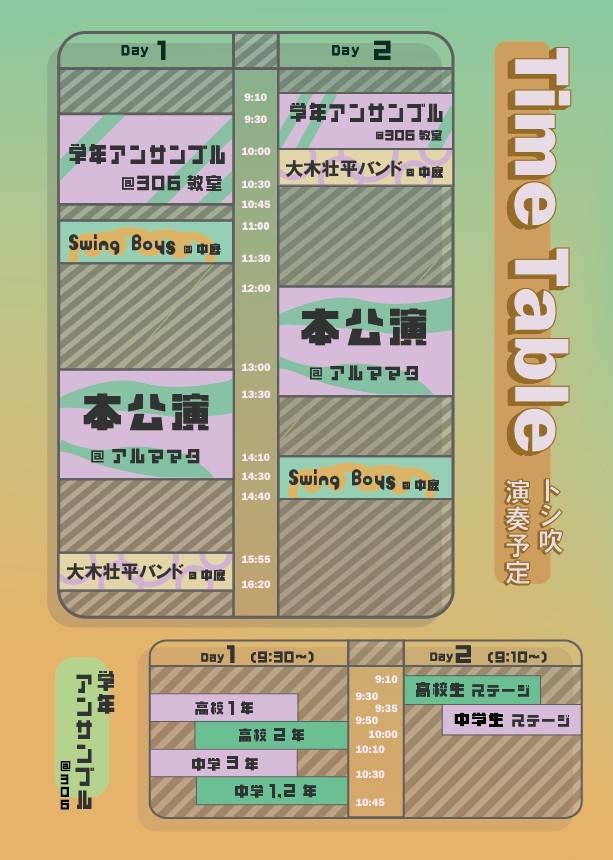 Time Table
トシ吹
演奏予定
Day 1
Day 2
9:10
9:30
10:00
10:30
10:45
11:00
11:30
12:00
13:00
13:30
14:10
14:30
14:40
15:55
16:20
学年アンサンブル
@306 教室
Swing Boys @ 中庭
本公演
@ アルママタ
大木壮平バンド @ 中庭
学年アンサンブル
@306 教室
大木壮平バンド @ 中庭
本公演
@ アルママタ
Swing Boys @ 中庭
学年
アンサンブル
@306
Day 1 (9:30~)
Day 2 (9:10~)
高校 1 年
高校 2 年
中学 3 年
中学 1,2 年
9:10
9:30
9:35
9:50
10:00
10:10
10:30
10:45
高校生 ステージ
中学生 ステージ